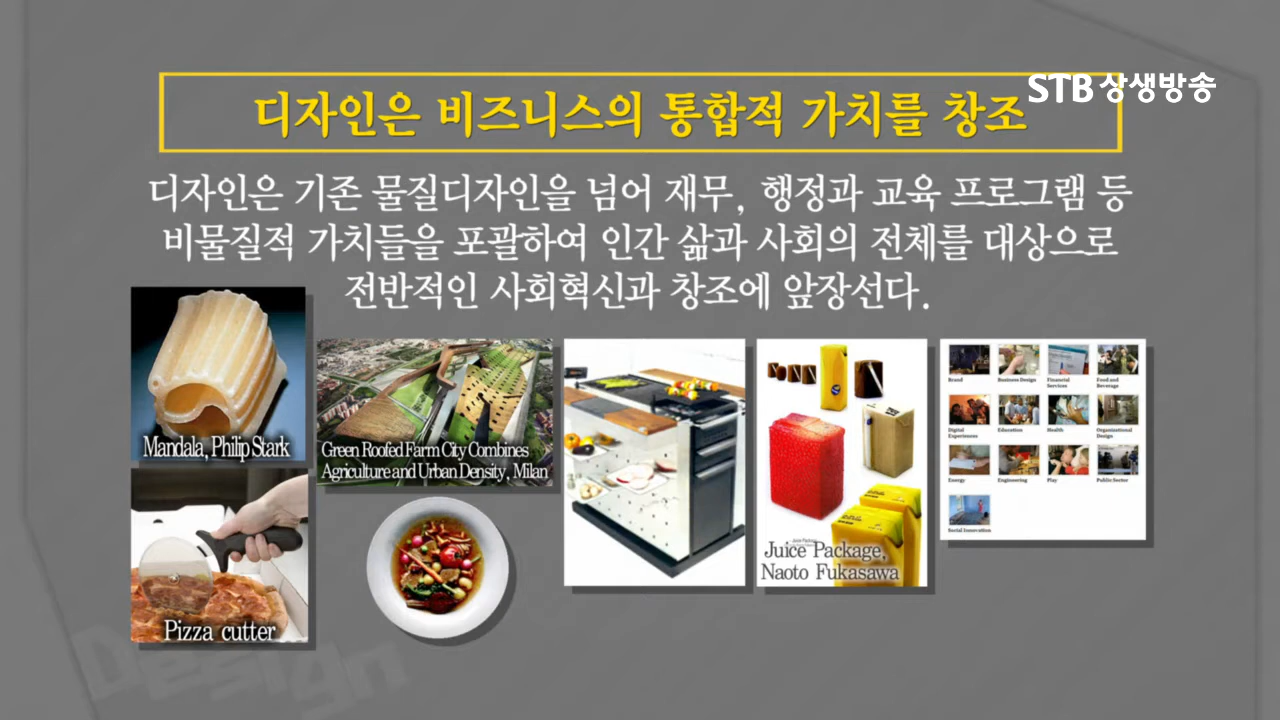 STB 상생방송
디자인은 비즈니스의 통합적 가치를 창조
디자인은 기존 물질디자인을 넘어 재무, 행정과 교육 프로그램 등
비물질적 가치들을 포괄하여 인간 삶과 사회의 전체를 대상으로
전반적인 사회혁신과 창조에 앞장선다.
Mandala, Philip Stark
Green Roofed Farm City Combines
Agriculture and Urban Density, Milan
Pizza cutter
Juice Package,
Naoto Fukasawa
Brand
Business Design
Financial
Services
Food and
Beverage
Digital
Experiences
Education
Health
Organizational
Design
Energy
Engineering
Play
Public Sector
Social Innovation
Design